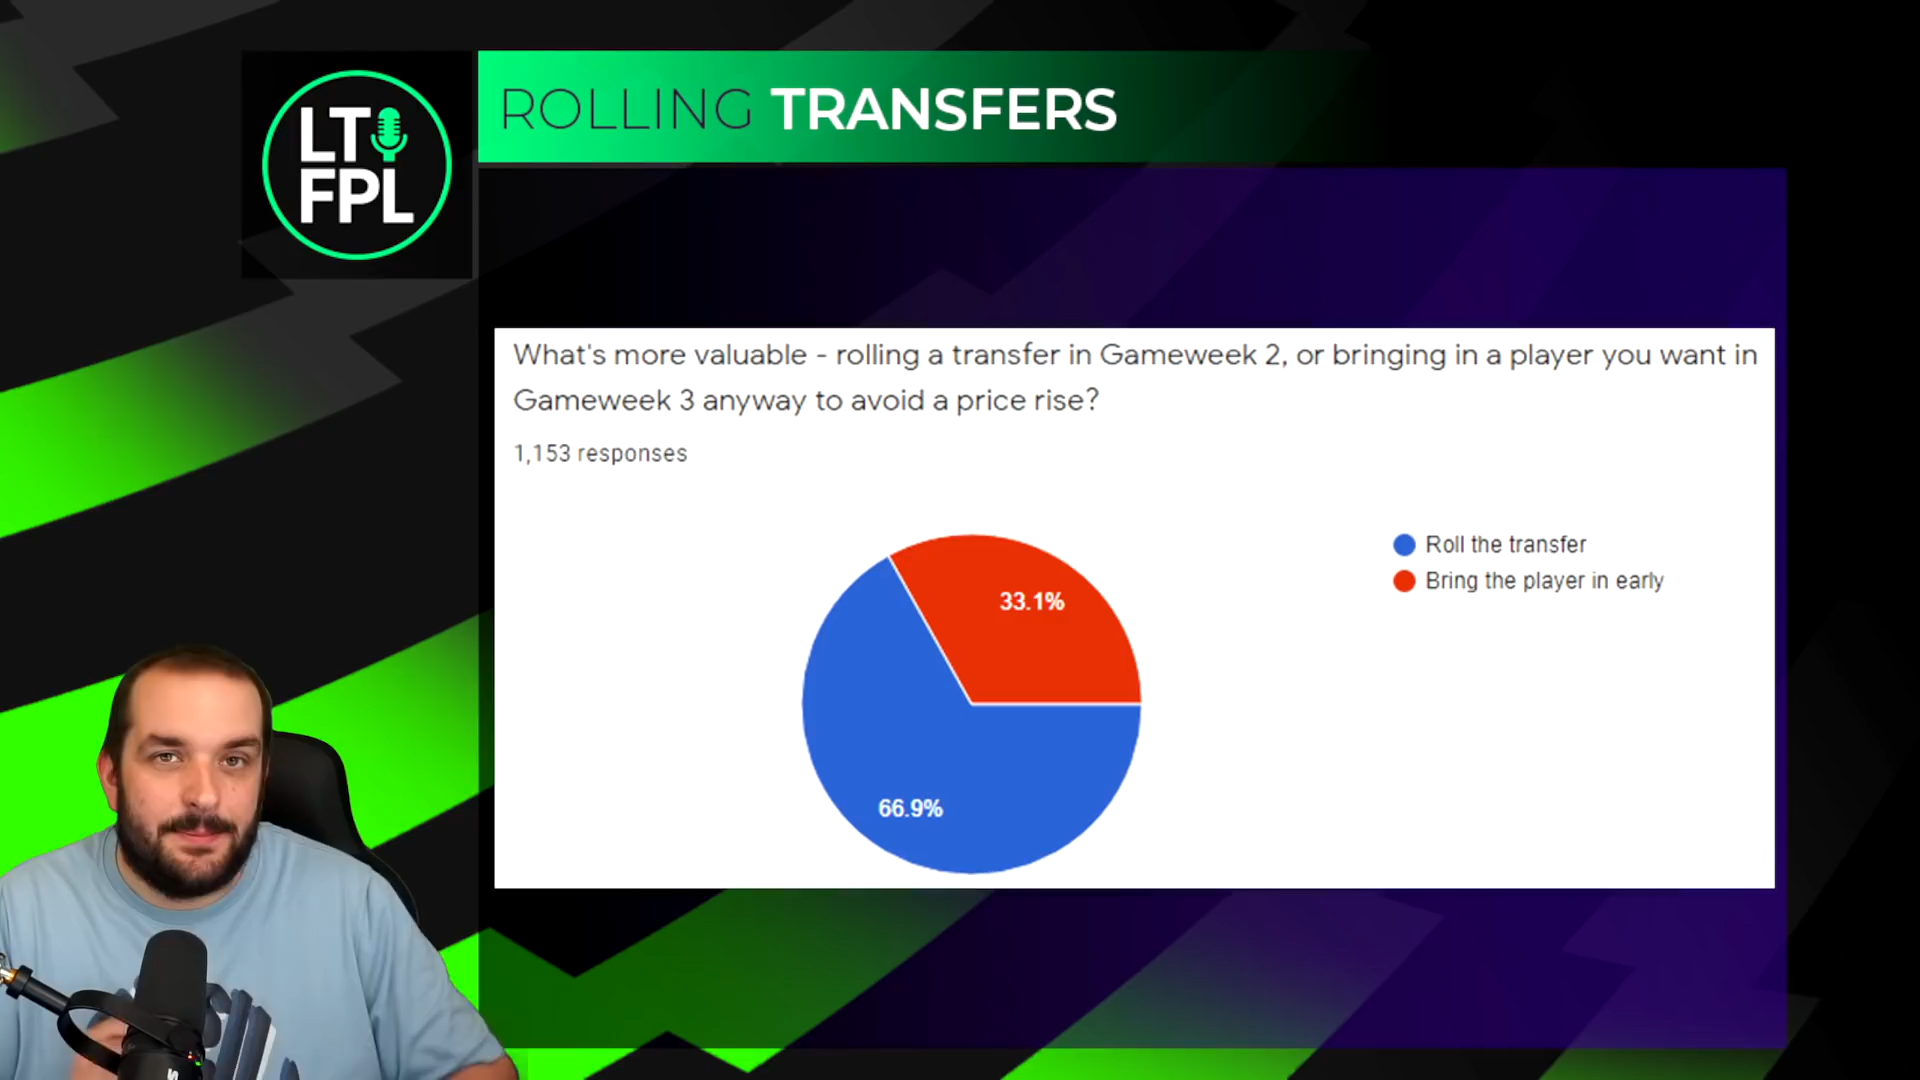 LT
FPL
ROLLING TRANSFERS
What's more valuable - rolling a transfer in Gameweek 2, or bringing in a player you want in
Gameweek 3 anyway to avoid a price rise?
1,153 responses
Roll the transfer
Bring the player in early
33.1%
66.9%